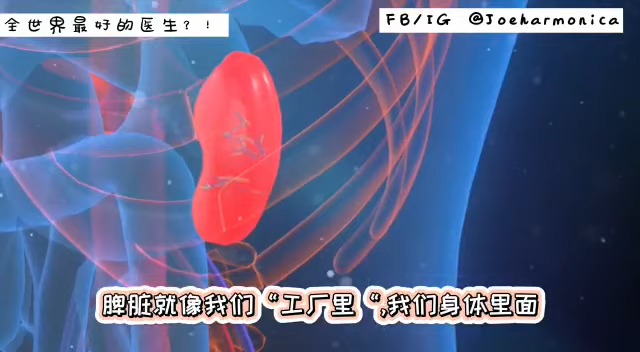 全世界最好的医生？！
FB/IG @Joeharmonica
脾脏就像我们“工厂里“,我们身体里面